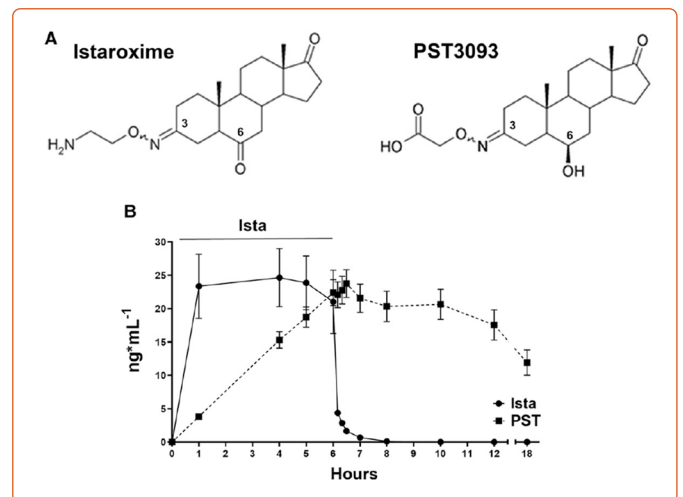 A
Istaroxime
PST3093
O
O
3
6
O
N
H₂N
O
O
HO
O
N
3
6
OH
B
Ista
ng*mL⁻¹
30
25
20
15
10
5
0
0 1 2 3 4 5 6 7 8 9 10 11 12 18
Hours
Ista
PST